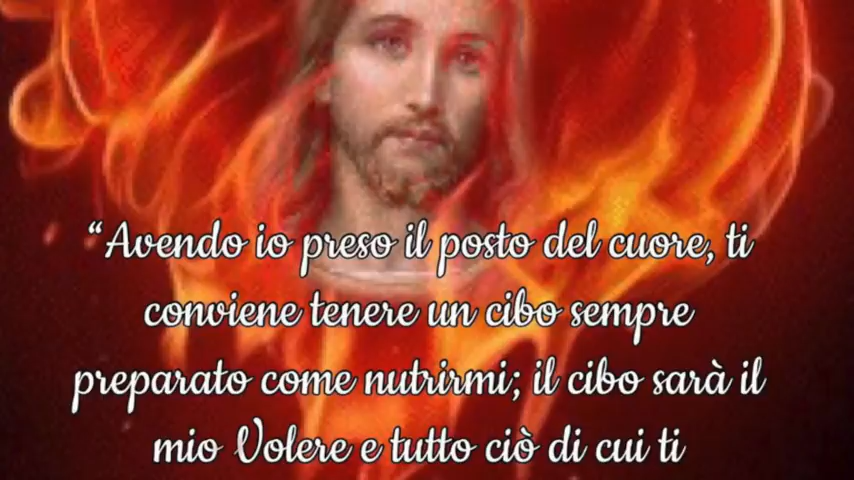 “Avendo io preso il posto del cuore, ti
conviene tenere un cibo sempre
preparato come nutrirmi; il cibo sarà il
mio Volere e tutto ciò di cui ti